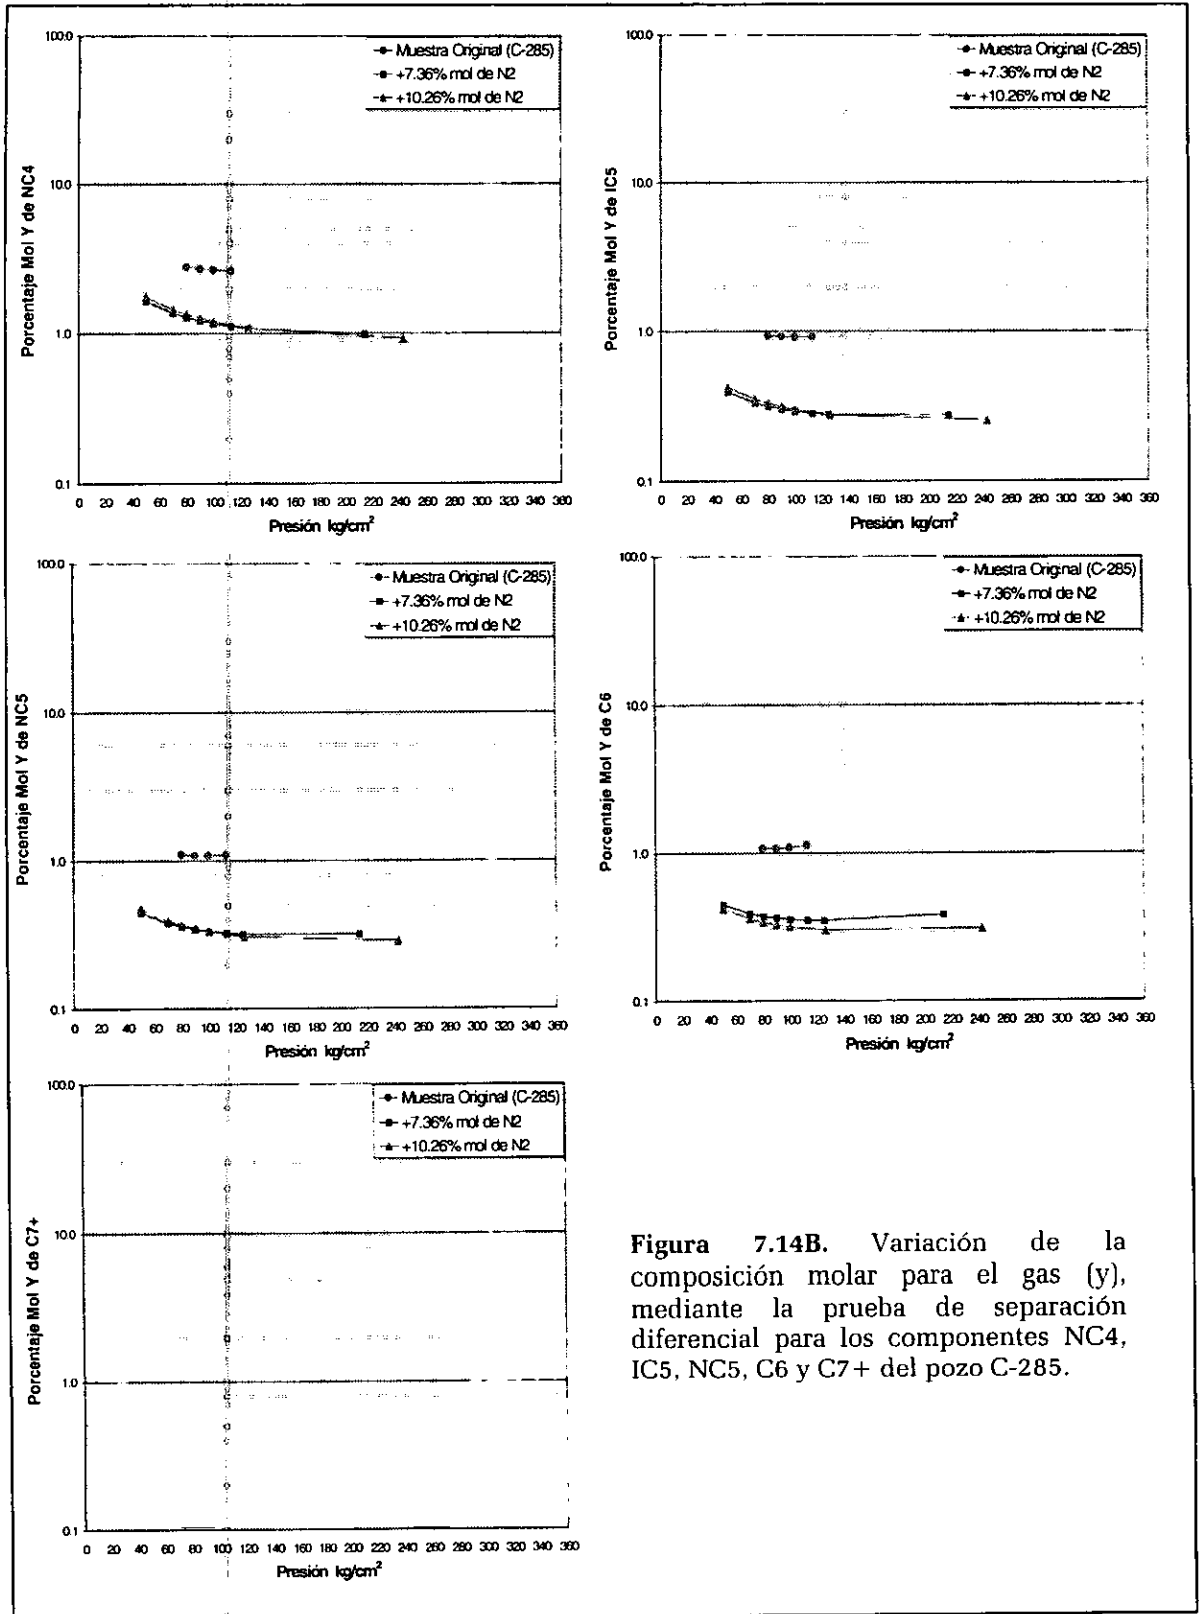 Muestra Original (C-285)
+7.36% mol de N2
+10.26% mol de N2
Porcentaje Mol Y de NC4
100.0
10.0
1.0
0.1
0 20 40 60 80 100 120 140 160 180 200 220 240 260 280 300 320 340 360
Presión kg/cm²
Muestra Original (C-285)
+7.36% mol de N2
+10.26% mol de N2
Porcentaje Mol Y de IC5
100.0
10.0
1.0
0.1
0 20 40 60 80 100 120 140 160 180 200 220 240 260 280 300 320 340 360
Presión kg/cm²
Muestra Original (C-285)
+7.36% mol de N2
+10.26% mol de N2
Porcentaje Mol Y de NC5
100.0
10.0
1.0
0.1
0 20 40 60 80 100 120 140 160 180 200 220 240 260 280 300 320 340 360
Presión kg/cm²
Muestra Original (C-285)
+7.36% mol de N2
+10.26% mol de N2
Porcentaje Mol Y de C6
100.0
10.0
1.0
0.1
0 20 40 60 80 100 120 140 160 180 200 220 240 260 280 300 320 340 360
Presión kg/cm²
Muestra Original (C-285)
+7.36% mol de N2
+10.26% mol de N2
Porcentaje Mol Y de C7+
100.0
10.0
1.0
0.1
0 20 40 60 80 100 120 140 160 180 200 220 240 260 280 300 320 340 360
Presión kg/cm²
Figura 7.14B. Variación de la
composición molar para el gas (y),
mediante la prueba de separación
diferencial para los componentes NC4,
IC5, NC5, C6 y C7+ del pozo C-285.